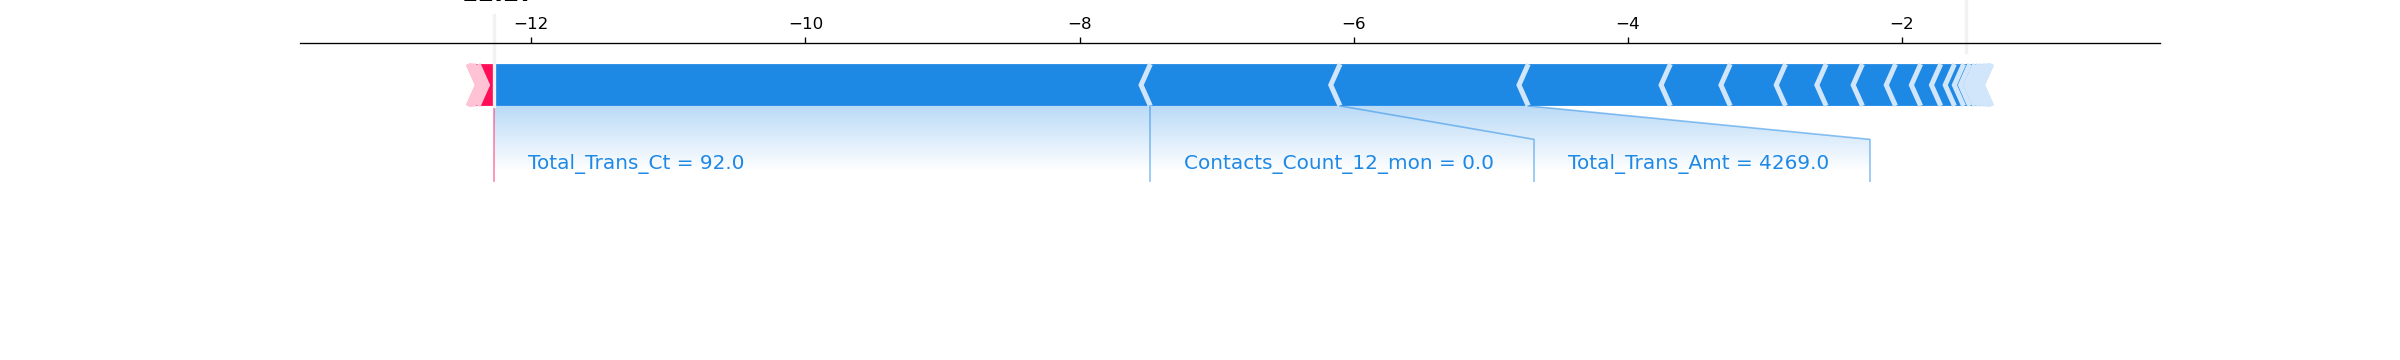 −12 −10 −8 −6 −4 −2
Total_Trans_Ct = 92.0 Contacts_Count_12_mon = 0.0 Total_Trans_Amt = 4269.0